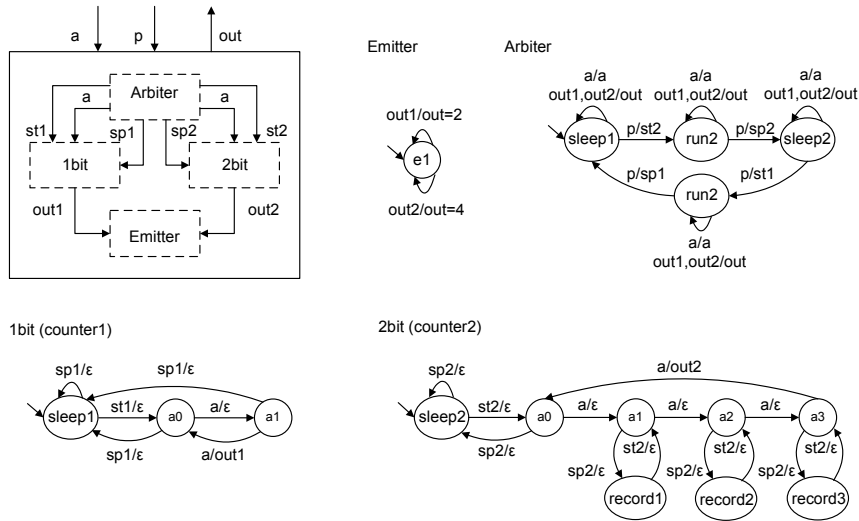 a p out
Arbiter
a a
st1 sp1 sp2 st2
1bit 2bit
out1 out2
Emitter
Emitter
out1/out=2
e1
out2/out=4
Arbiter
a/a a/a a/a
out1,out2/out out1,out2/out out1,out2/out
sleep1 p/st2 run2 p/sp2 sleep2
p/sp1 p/st1
run2
a/a
out1,out2/out
1bit (counter1)
sp1/ε sp1/ε
sleep1 st1/ε a0 a/ε a1
sp1/ε a/out1
2bit (counter2)
a/out2
sp2/ε
sleep2 st2/ε a0 a/ε a1 a/ε a2 a/ε a3
sp2/ε
st2/ε st2/ε st2/ε
sp2/ε sp2/ε sp2/ε
record1 record2 record3